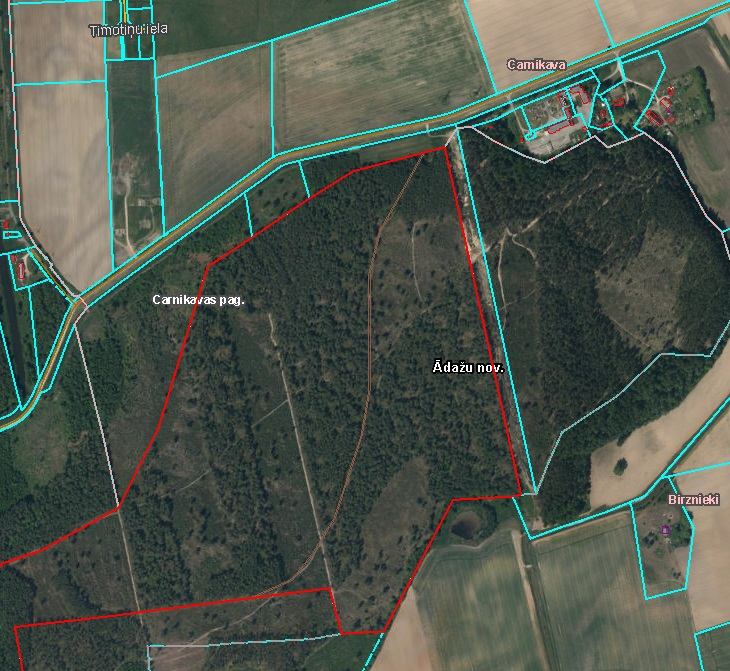 Timotiņu iela
Carnikava
Carnikavas pag.
Ādažu nov.
Birznieki